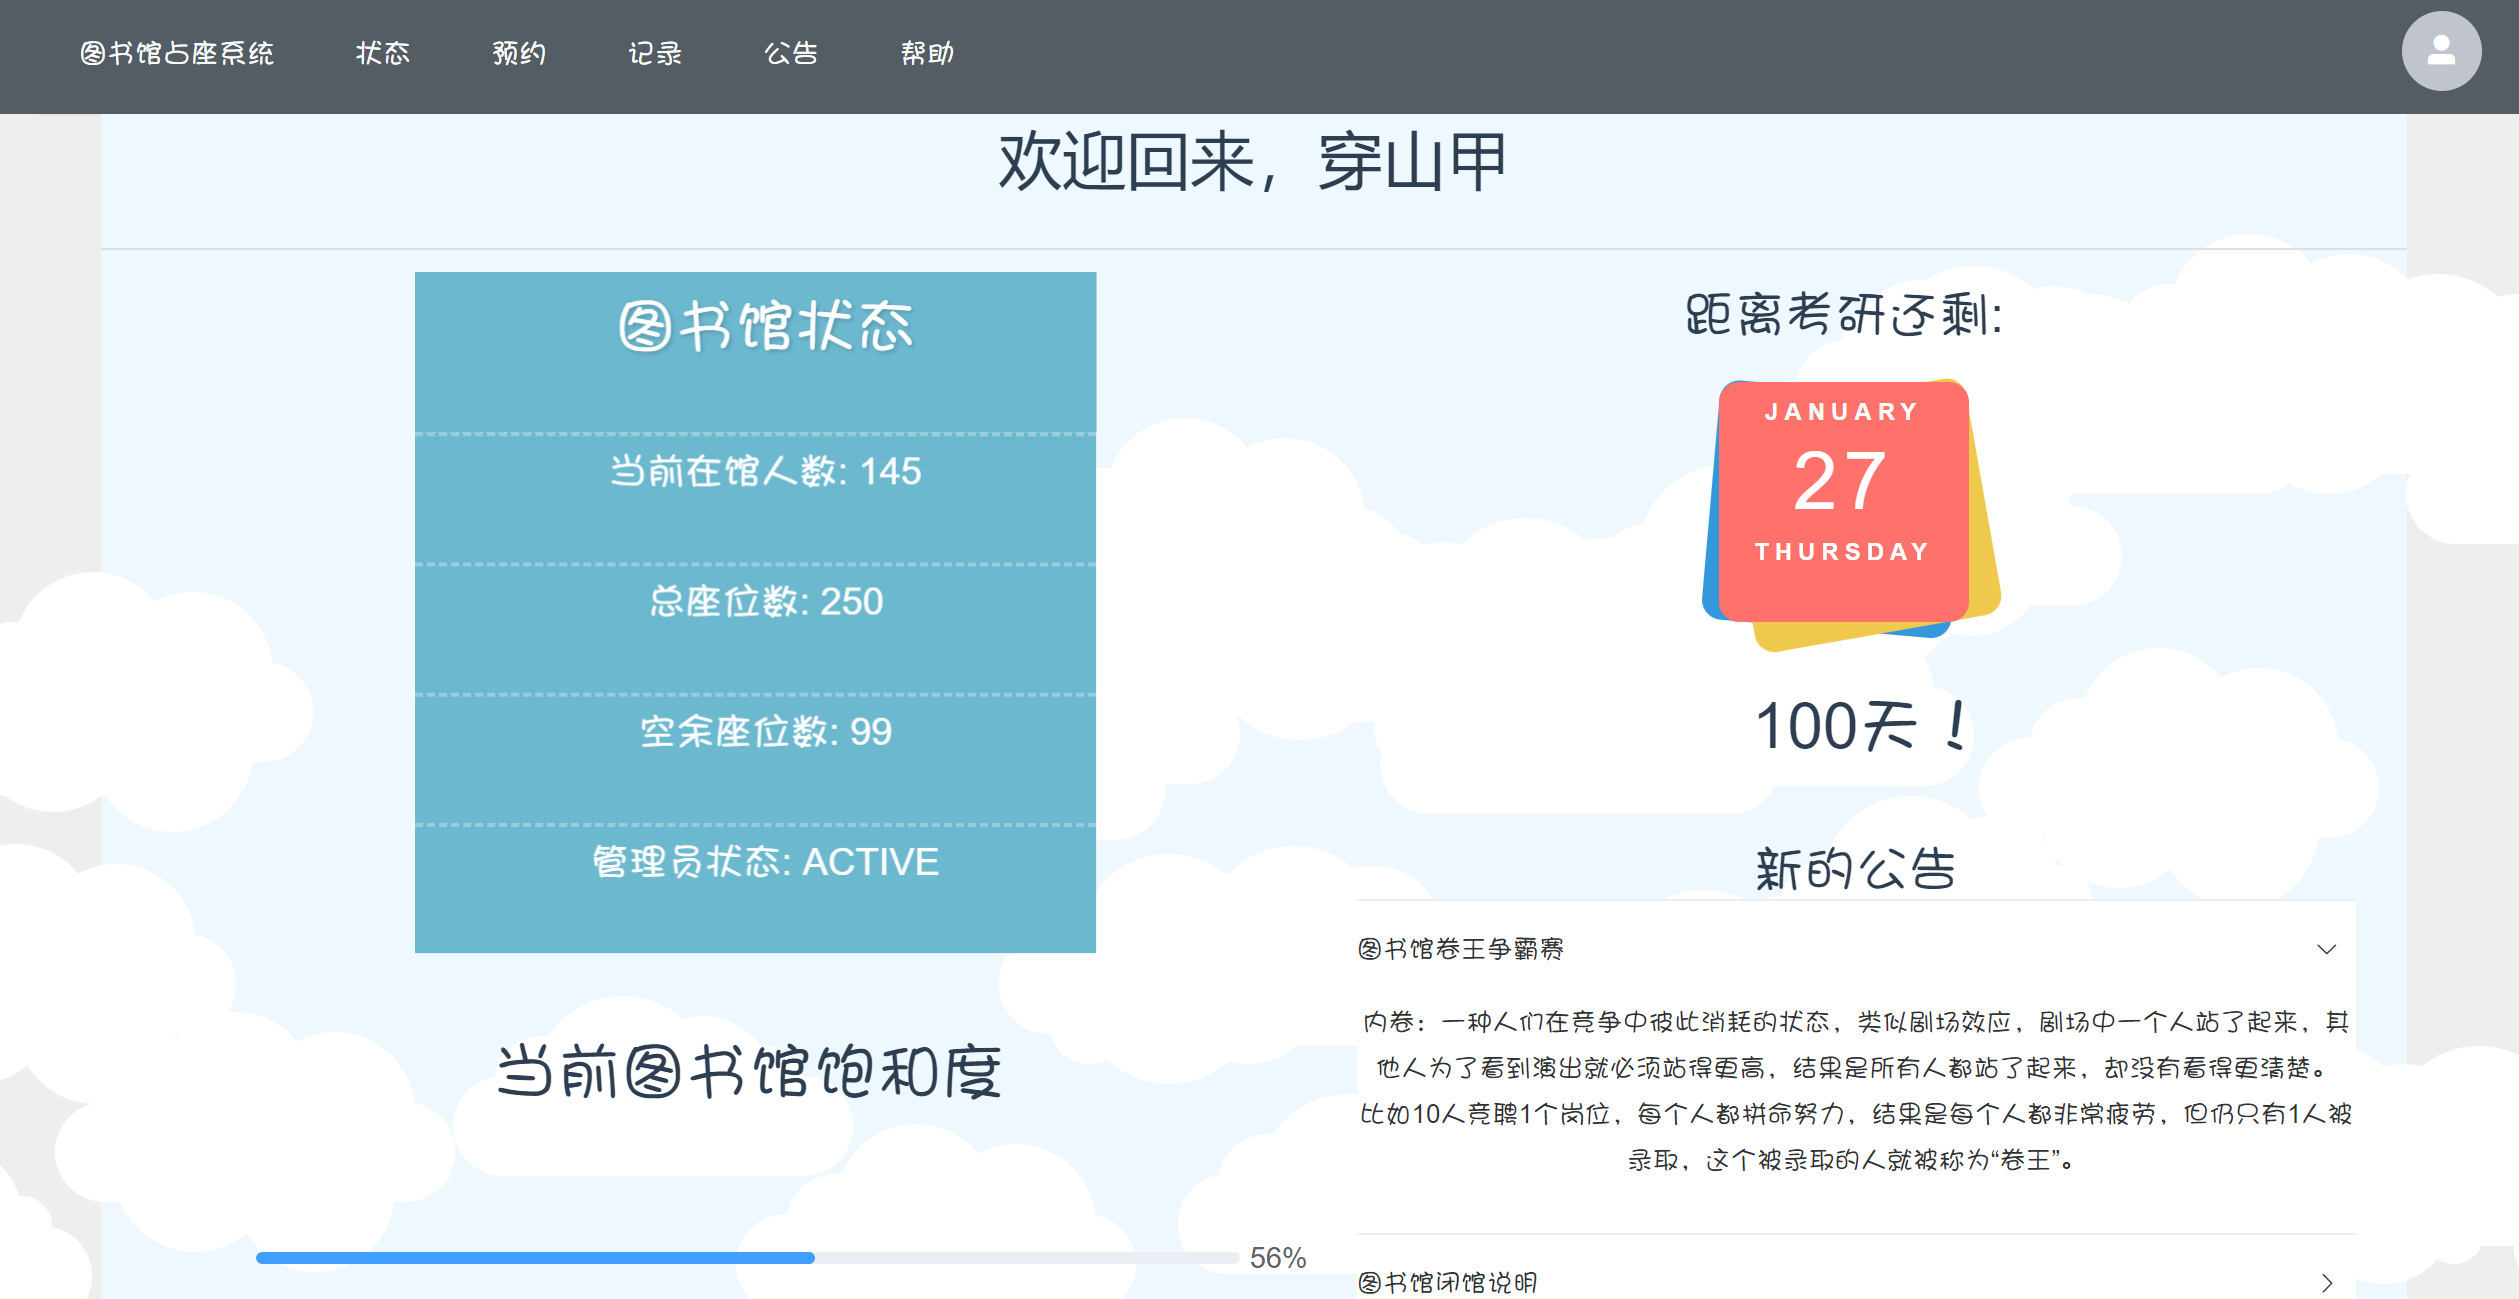 图书馆占座系统 状态 预约 记录 公告 帮助
欢迎回来，穿山甲
图书馆状态
当前在馆人数: 145
总座位数: 250
空余座位数: 99
管理员状态: ACTIVE
当前图书馆饱和度
56%
距离考研还剩:
JANUARY
27
THURSDAY
100天！
新的公告
图书馆卷王争霸赛
内卷：一种人们在竞争中彼此消耗的状态，类似剧场效应，剧场中一个人站了起来，其
他人为了看到演出就必须站得更高，结果是所有人都站了起来，却没有看得更清楚。
比如10人竞聘1个岗位，每个人都拼命努力，结果是每个人都非常疲劳，但仍只有1人被
录取，这个被录取的人就被称为“卷王”。
图书馆闭馆说明